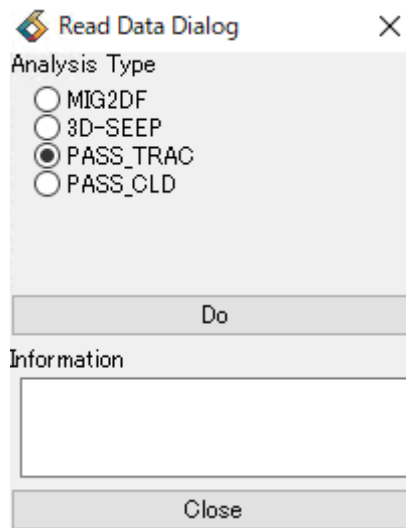 Read Data Dialog
Analysis Type
MIG2DF
3D-SEEP
PASS_TRAC
PASS_CLD
Do
Information
Close